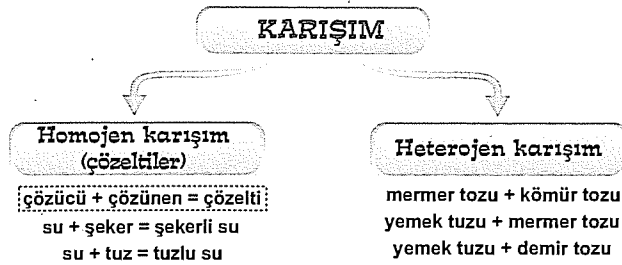 KARIŞIM
Homojen karışım
(çözeltiler)
çözücü + çözünen = çözelti
su + şeker = şekerli su
su + tuz = tuzlu su
Heterojen karışım
mermer tozu + kömür tozu
yemek tuzu + mermer tozu
yemek tuzu + demir tozu